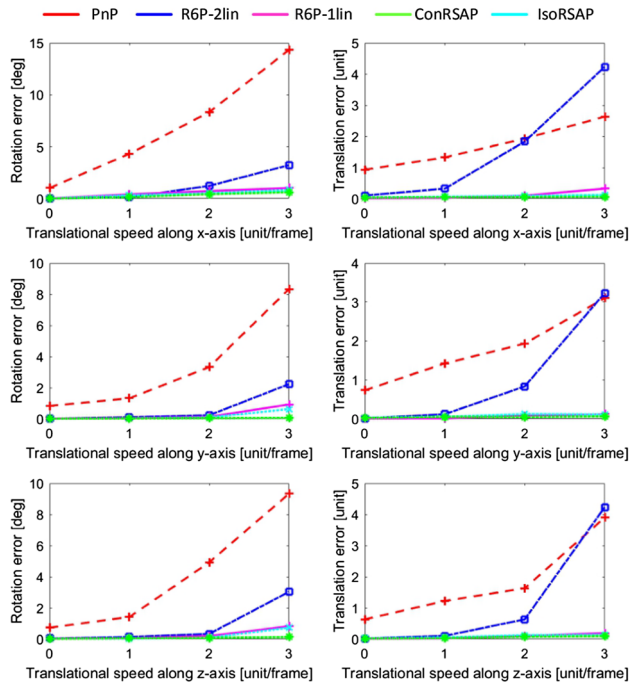 PnP R6P-2lin R6P-1lin ConRSAP IsoRSAP
Rotation error [deg]
15
10
5
0
0 1 2 3
Translational speed along x-axis [unit/frame]
Translation error [unit]
5
4
3
2
1
0
0 1 2 3
Translational speed along x-axis [unit/frame]
Rotation error [deg]
10
8
6
4
2
0
0 1 2 3
Translational speed along y-axis [unit/frame]
Translation error [unit]
4
3
2
1
0
0 1 2 3
Translational speed along y-axis [unit/frame]
Rotation error [deg]
10
8
6
4
2
0
0 1 2 3
Translational speed along z-axis [unit/frame]
Translation error [unit]
5
4
3
2
1
0
0 1 2 3
Translational speed along z-axis [unit/frame]